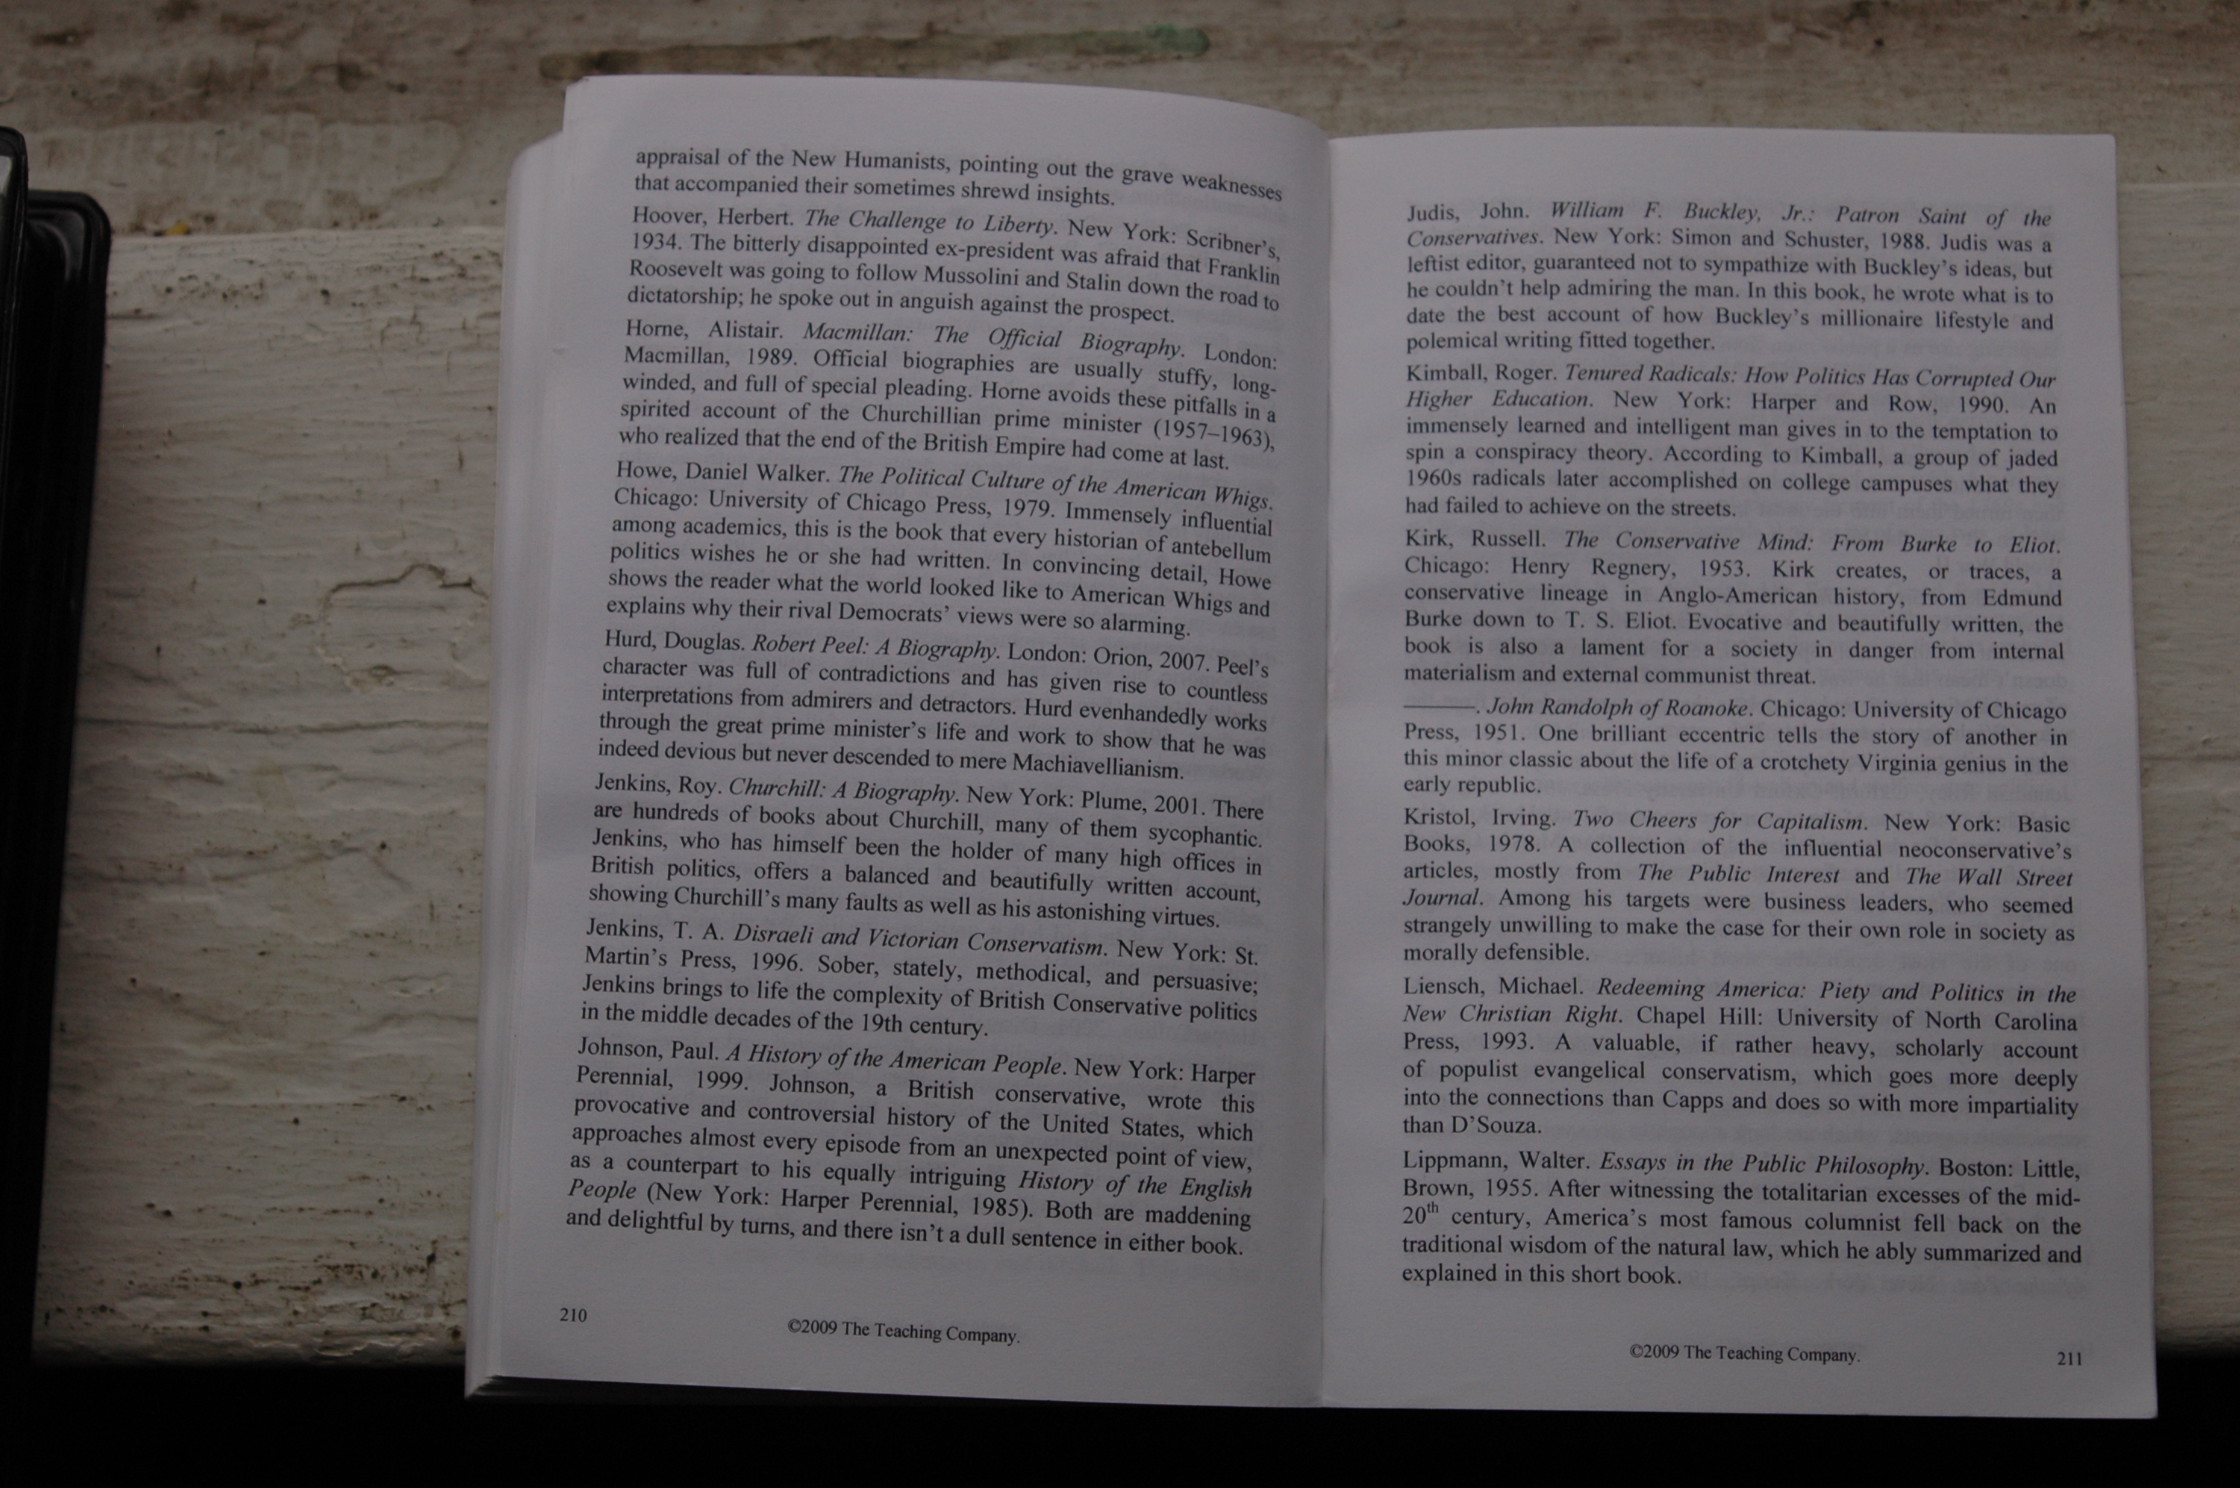 appraisal of the New Humanists, pointing out the grave weaknesses
that accompanied their sometimes shrewd insights.
Hoover, Herbert. The Challenge to Liberty. New York: Scribner's,
1934. The bitterly disappointed ex-president was afraid that Franklin
Roosevelt was going to follow Mussolini and Stalin down the road to
dictatorship; he spoke out in anguish against the prospect.
Horne, Alistair. Macmillan: The Official Biography. London:
Macmillan, 1989. Official biographies are usually stuffy, long-
winded, and full of special pleading. Horne avoids these pitfalls in a
spirited account of the Churchillian prime minister (1957–1963),
who realized that the end of the British Empire had come at last.
Howe, Daniel Walker. The Political Culture of the American Whigs.
Chicago: University of Chicago Press, 1979. Immensely influential
among academics, this is the book that every historian of antebellum
politics wishes he or she had written. In convincing detail, Howe
shows the reader what the world looked like to American Whigs and
explains why their rival Democrats' views were so alarming.
Hurd, Douglas. Robert Peel: A Biography. London: Orion, 2007. Peel's
character was full of contradictions and has given rise to countless
interpretations from admirers and detractors. Hurd evenhandedly works
through the great prime minister's life and work to show that he was
indeed devious but never descended to mere Machiavellianism.
Jenkins, Roy. Churchill: A Biography. New York: Plume, 2001. There
are hundreds of books about Churchill, many of them sycophantic.
Jenkins, who has himself been the holder of many high offices in
British politics, offers a balanced and beautifully written account,
showing Churchill's many faults as well as his astonishing virtues.
Jenkins, T. A. Disraeli and Victorian Conservatism. New York: St.
Martin's Press, 1996. Sober, stately, methodical, and persuasive;
Jenkins brings to life the complexity of British Conservative politics
in the middle decades of the 19th century.
Johnson, Paul. A History of the American People. New York: Harper
Perennial, 1999. Johnson, a British conservative, wrote this
provocative and controversial history of the United States, which
approaches almost every episode from an unexpected point of view,
as a counterpart to his equally intriguing History of the English
People (New York: Harper Perennial, 1985). Both are maddening
and delightful by turns, and there isn't a dull sentence in either book.
210
©2009 The Teaching Company.
Judis, John. William F. Buckley, Jr.: Patron Saint of the
Conservatives. New York: Simon and Schuster, 1988. Judis was a
leftist editor, guaranteed not to sympathize with Buckley's ideas, but
he couldn't help admiring the man. In this book, he wrote what is to
date the best account of how Buckley's millionaire lifestyle and
polemical writing fitted together.
Kimball, Roger. Tenured Radicals: How Politics Has Corrupted Our
Higher Education. New York: Harper and Row, 1990. An
immensely learned and intelligent man gives in to the temptation to
spin a conspiracy theory. According to Kimball, a group of jaded
1960s radicals later accomplished on college campuses what they
had failed to achieve on the streets.
Kirk, Russell. The Conservative Mind: From Burke to Eliot.
Chicago: Henry Regnery, 1953. Kirk creates, or traces, a
conservative lineage in Anglo-American history, from Edmund
Burke down to T. S. Eliot. Evocative and beautifully written, the
book is also a lament for a society in danger from internal
materialism and external communist threat.
———. John Randolph of Roanoke. Chicago: University of Chicago
Press, 1951. One brilliant eccentric tells the story of another in
this minor classic about the life of a crotchety Virginia genius in the
early republic.
Kristol, Irving. Two Cheers for Capitalism. New York: Basic
Books, 1978. A collection of the influential neoconservative's
articles, mostly from The Public Interest and The Wall Street
Journal. Among his targets were business leaders, who seemed
strangely unwilling to make the case for their own role in society as
morally defensible.
Liensch, Michael. Redeeming America: Piety and Politics in the
New Christian Right. Chapel Hill: University of North Carolina
Press, 1993. A valuable, if rather heavy, scholarly account
of populist evangelical conservatism, which goes more deeply
into the connections than Capps and does so with more impartiality
than D'Souza.
Lippmann, Walter. Essays in the Public Philosophy. Boston: Little,
Brown, 1955. After witnessing the totalitarian excesses of the mid-
20th century, America's most famous columnist fell back on the
traditional wisdom of the natural law, which he ably summarized and
explained in this short book.
©2009 The Teaching Company.
211